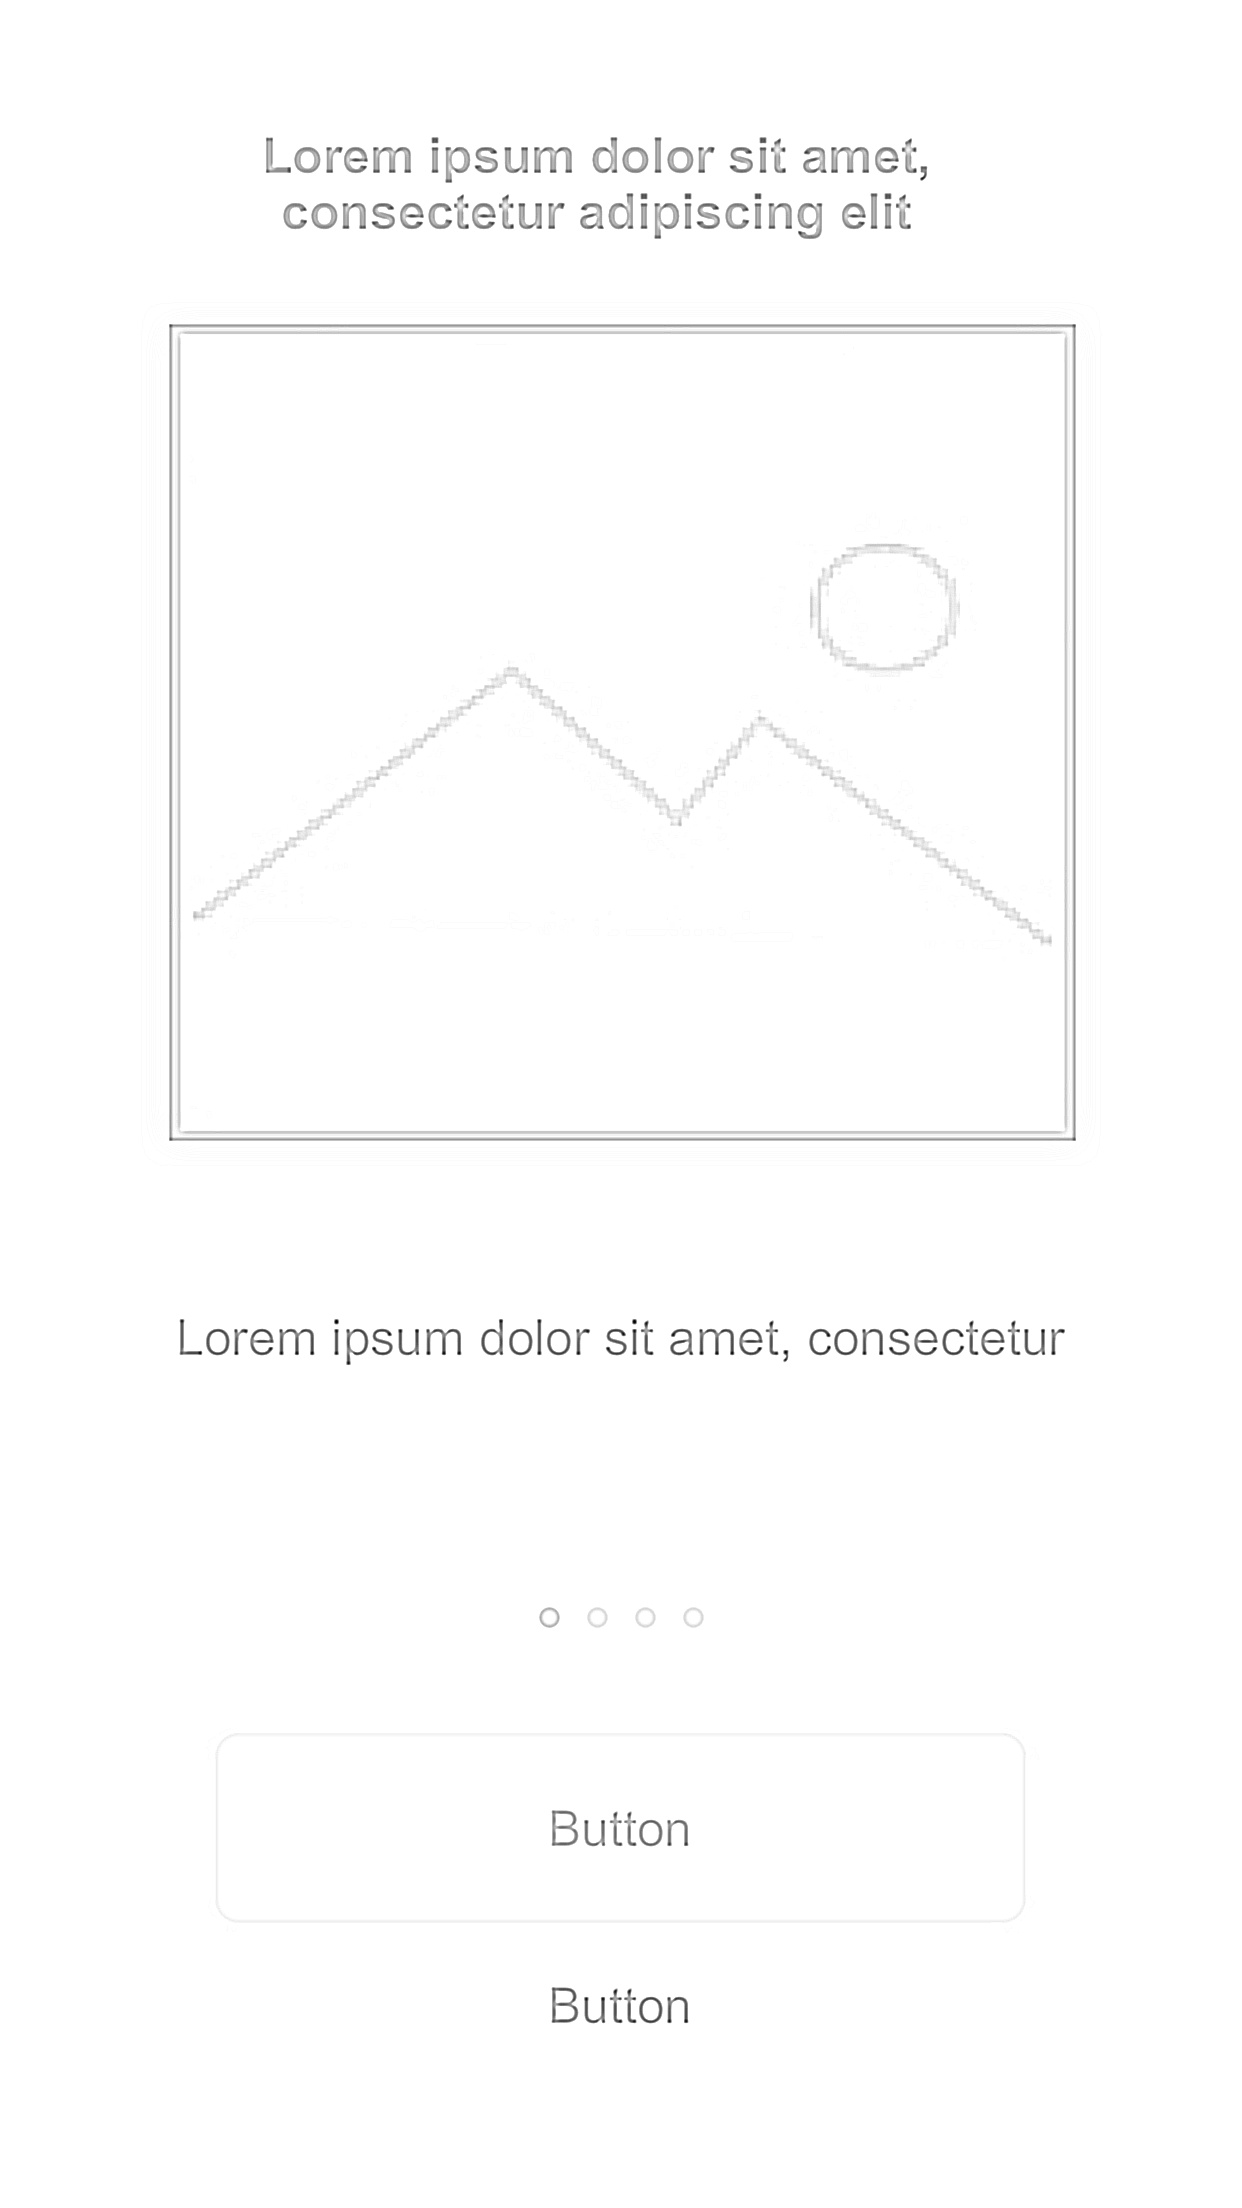 Lorem ipsum dolor sit amet,
consectetur adipiscing elit
Lorem ipsum dolor sit amet, consectetur
Button
Button